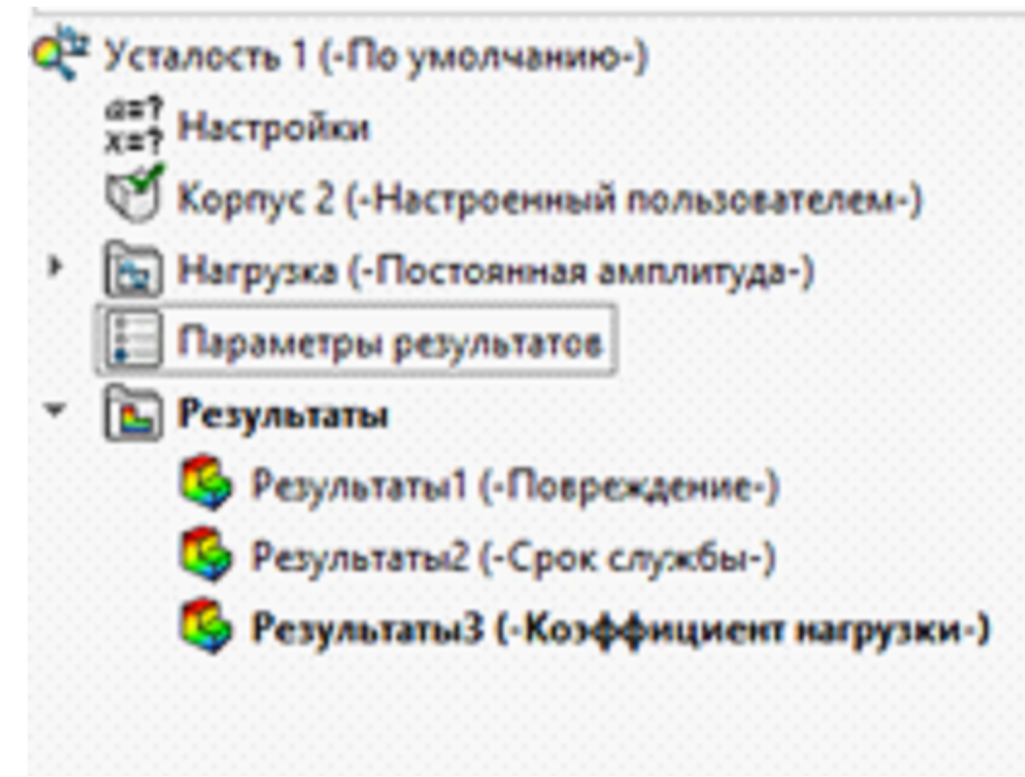 Усталость 1 (-По умолчанию-)
a=?
x=? Настройки
Корпус 2 (-Настроенный пользователем-)
Нагрузка (-Постоянная амплитуда-)
Параметры результатов
Результаты
Результаты1 (-Повреждение-)
Результаты2 (-Срок службы-)
Результаты3 (-Коэффициент нагрузки-)